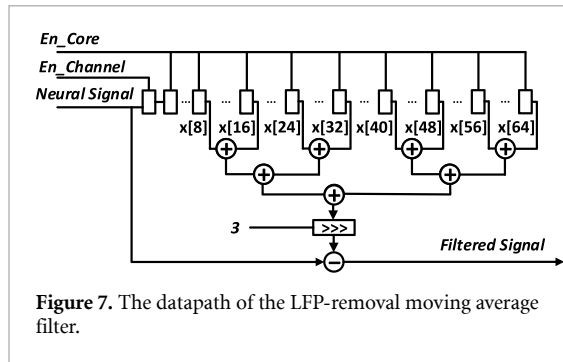 En_Core
En_Channel
Neural Signal
... ... ... ... ... ... ... ...
x[8] x[16] x[24] x[32] x[40] x[48] x[56] x[64]
+ + + +
+ +
+
3 >>>
Filtered Signal
−
Figure 7. The datapath of the LFP-removal moving average
filter.